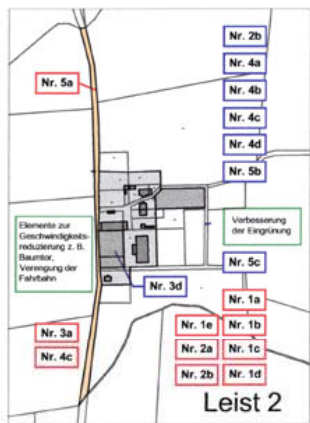 Nr. 2b
Nr. 4a
Nr. 5a
Nr. 4b
Nr. 4c
Nr. 4d
Nr. 5b
Elemente zur
Geschwindigkeits-
reduzierung z. B.
Baumtor,
Verengung der
Fahrbahn
Verbesserung
der Eingrünung
Nr. 5c
Nr. 3d
Nr. 1a
Nr. 3a
Nr. 1e
Nr. 1b
Nr. 4c
Nr. 2a
Nr. 1c
Nr. 2b
Nr. 1d
Leist 2